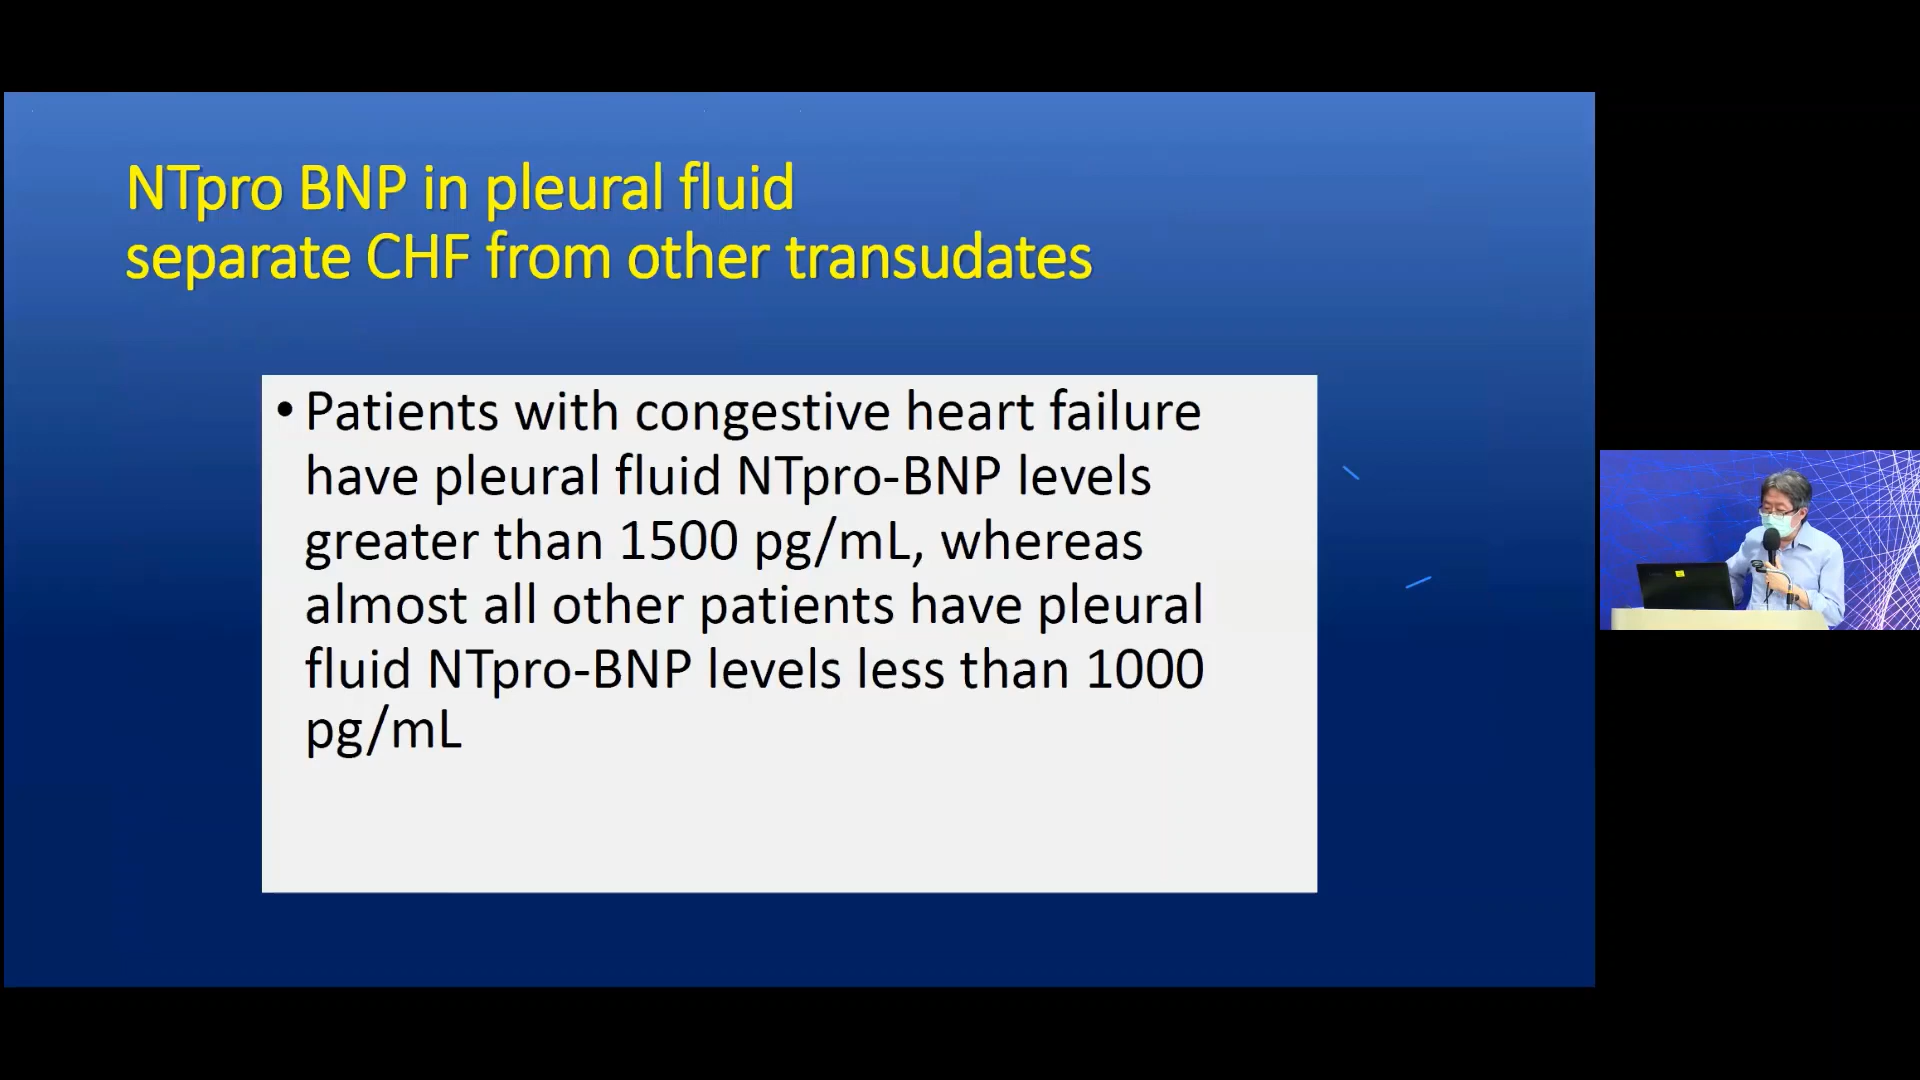 NTpro BNP in pleural fluid
separate CHF from other transudates
• Patients with congestive heart failure
have pleural fluid NTpro-BNP levels
greater than 1500 pg/mL, whereas
almost all other patients have pleural
fluid NTpro-BNP levels less than 1000
pg/mL